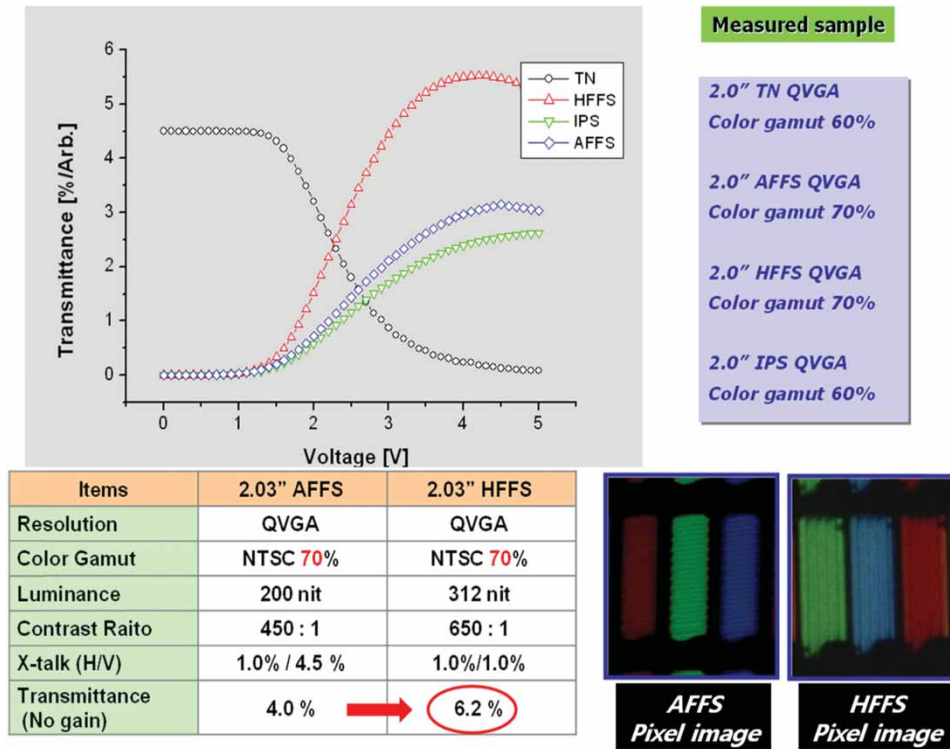 Measured sample
6
5
4
3
2
1
0
Transmittance [%/Arb.]
TN
HFFS
IPS
AFFS
0 1 2 3 4 5
Voltage [V]
2.0" TN QVGA
Color gamut 60%
2.0" AFFS QVGA
Color gamut 70%
2.0" HFFS QVGA
Color gamut 70%
2.0" IPS QVGA
Color gamut 60%
Items 2.03" AFFS 2.03" HFFS
Resolution QVGA QVGA
Color Gamut NTSC 70% NTSC 70%
Luminance 200 nit 312 nit
Contrast Raito 450 : 1 650 : 1
X-talk (H/V) 1.0% / 4.5 % 1.0%/1.0%
Transmittance
(No gain) 4.0 % 6.2 %
AFFS
Pixel image
HFFS
Pixel image